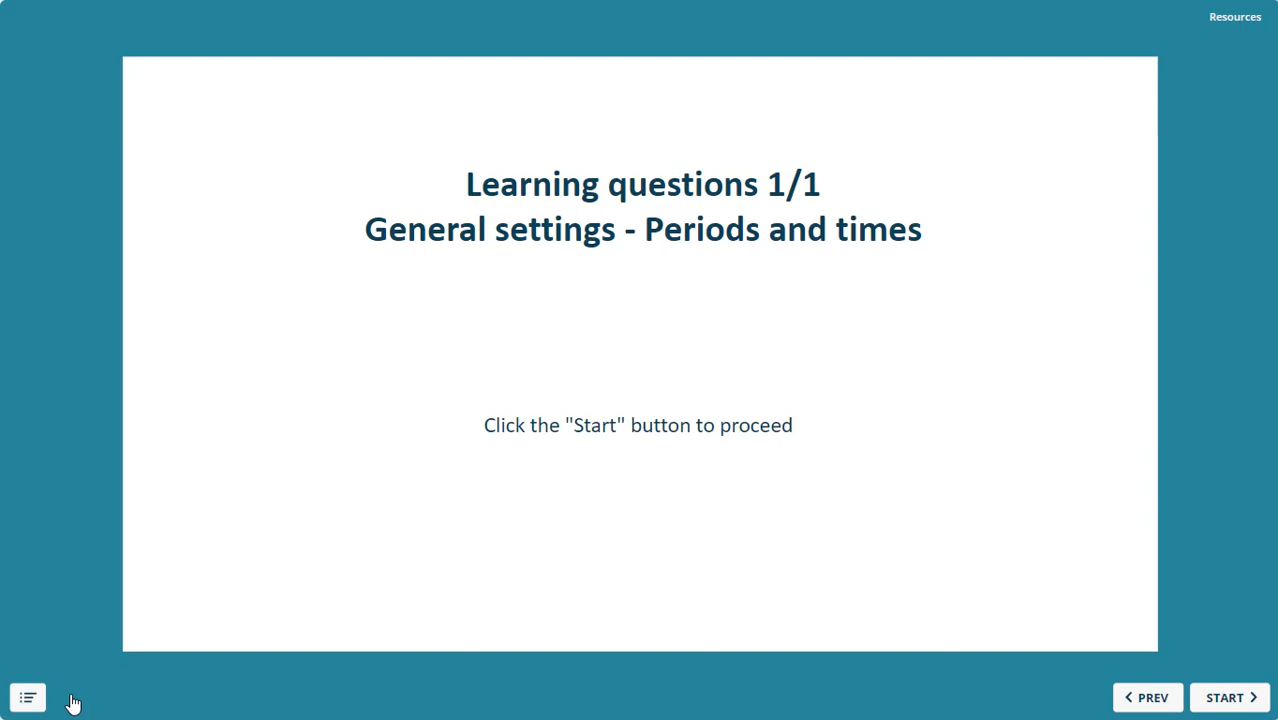 Resources
Learning questions 1/1
General settings - Periods and times
Click the "Start" button to proceed
PREV
START